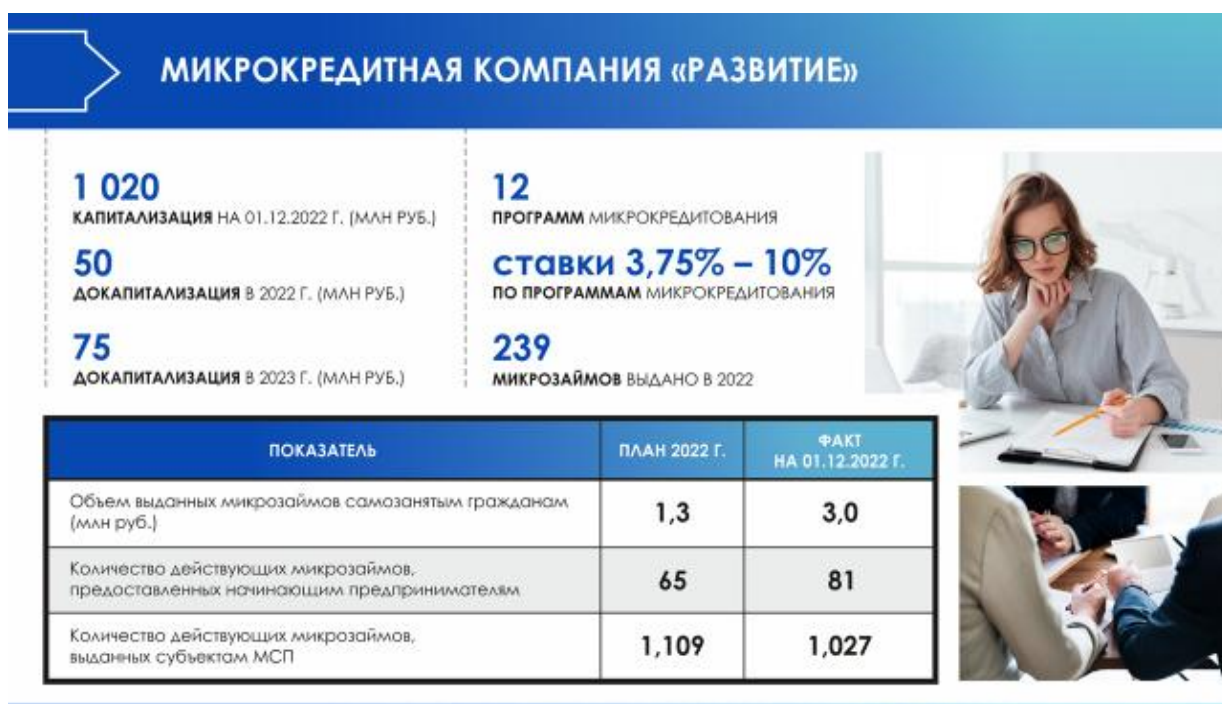 МИКРОКРЕДИТНАЯ КОМПАНИЯ «РАЗВИТИЕ»
1 020
КАПИТАЛИЗАЦИЯ НА 01.12.2022 Г. (МЛН РУБ.)
50
ДОКАПИТАЛИЗАЦИЯ В 2022 Г. (МЛН РУБ.)
75
ДОКАПИТАЛИЗАЦИЯ В 2023 Г. (МЛН РУБ.)
12
ПРОГРАММ МИКРОКРЕДИТОВАНИЯ
ставки 3,75% – 10%
ПО ПРОГРАММАМ МИКРОКРЕДИТОВАНИЯ
239
МИКРОЗАЙМОВ ВЫДАНО В 2022
ПОКАЗАТЕЛЬ
ПЛАН 2022 Г.
ФАКТ
НА 01.12.2022 Г.
Объем выданных микрозаймов самозанятым гражданам
(млн руб.)
1,3
3,0
Количество действующих микрозаймов,
предоставленных начинающим предпринимателям
65
81
Количество действующих микрозаймов,
выданных субъектам МСП
1,109
1,027